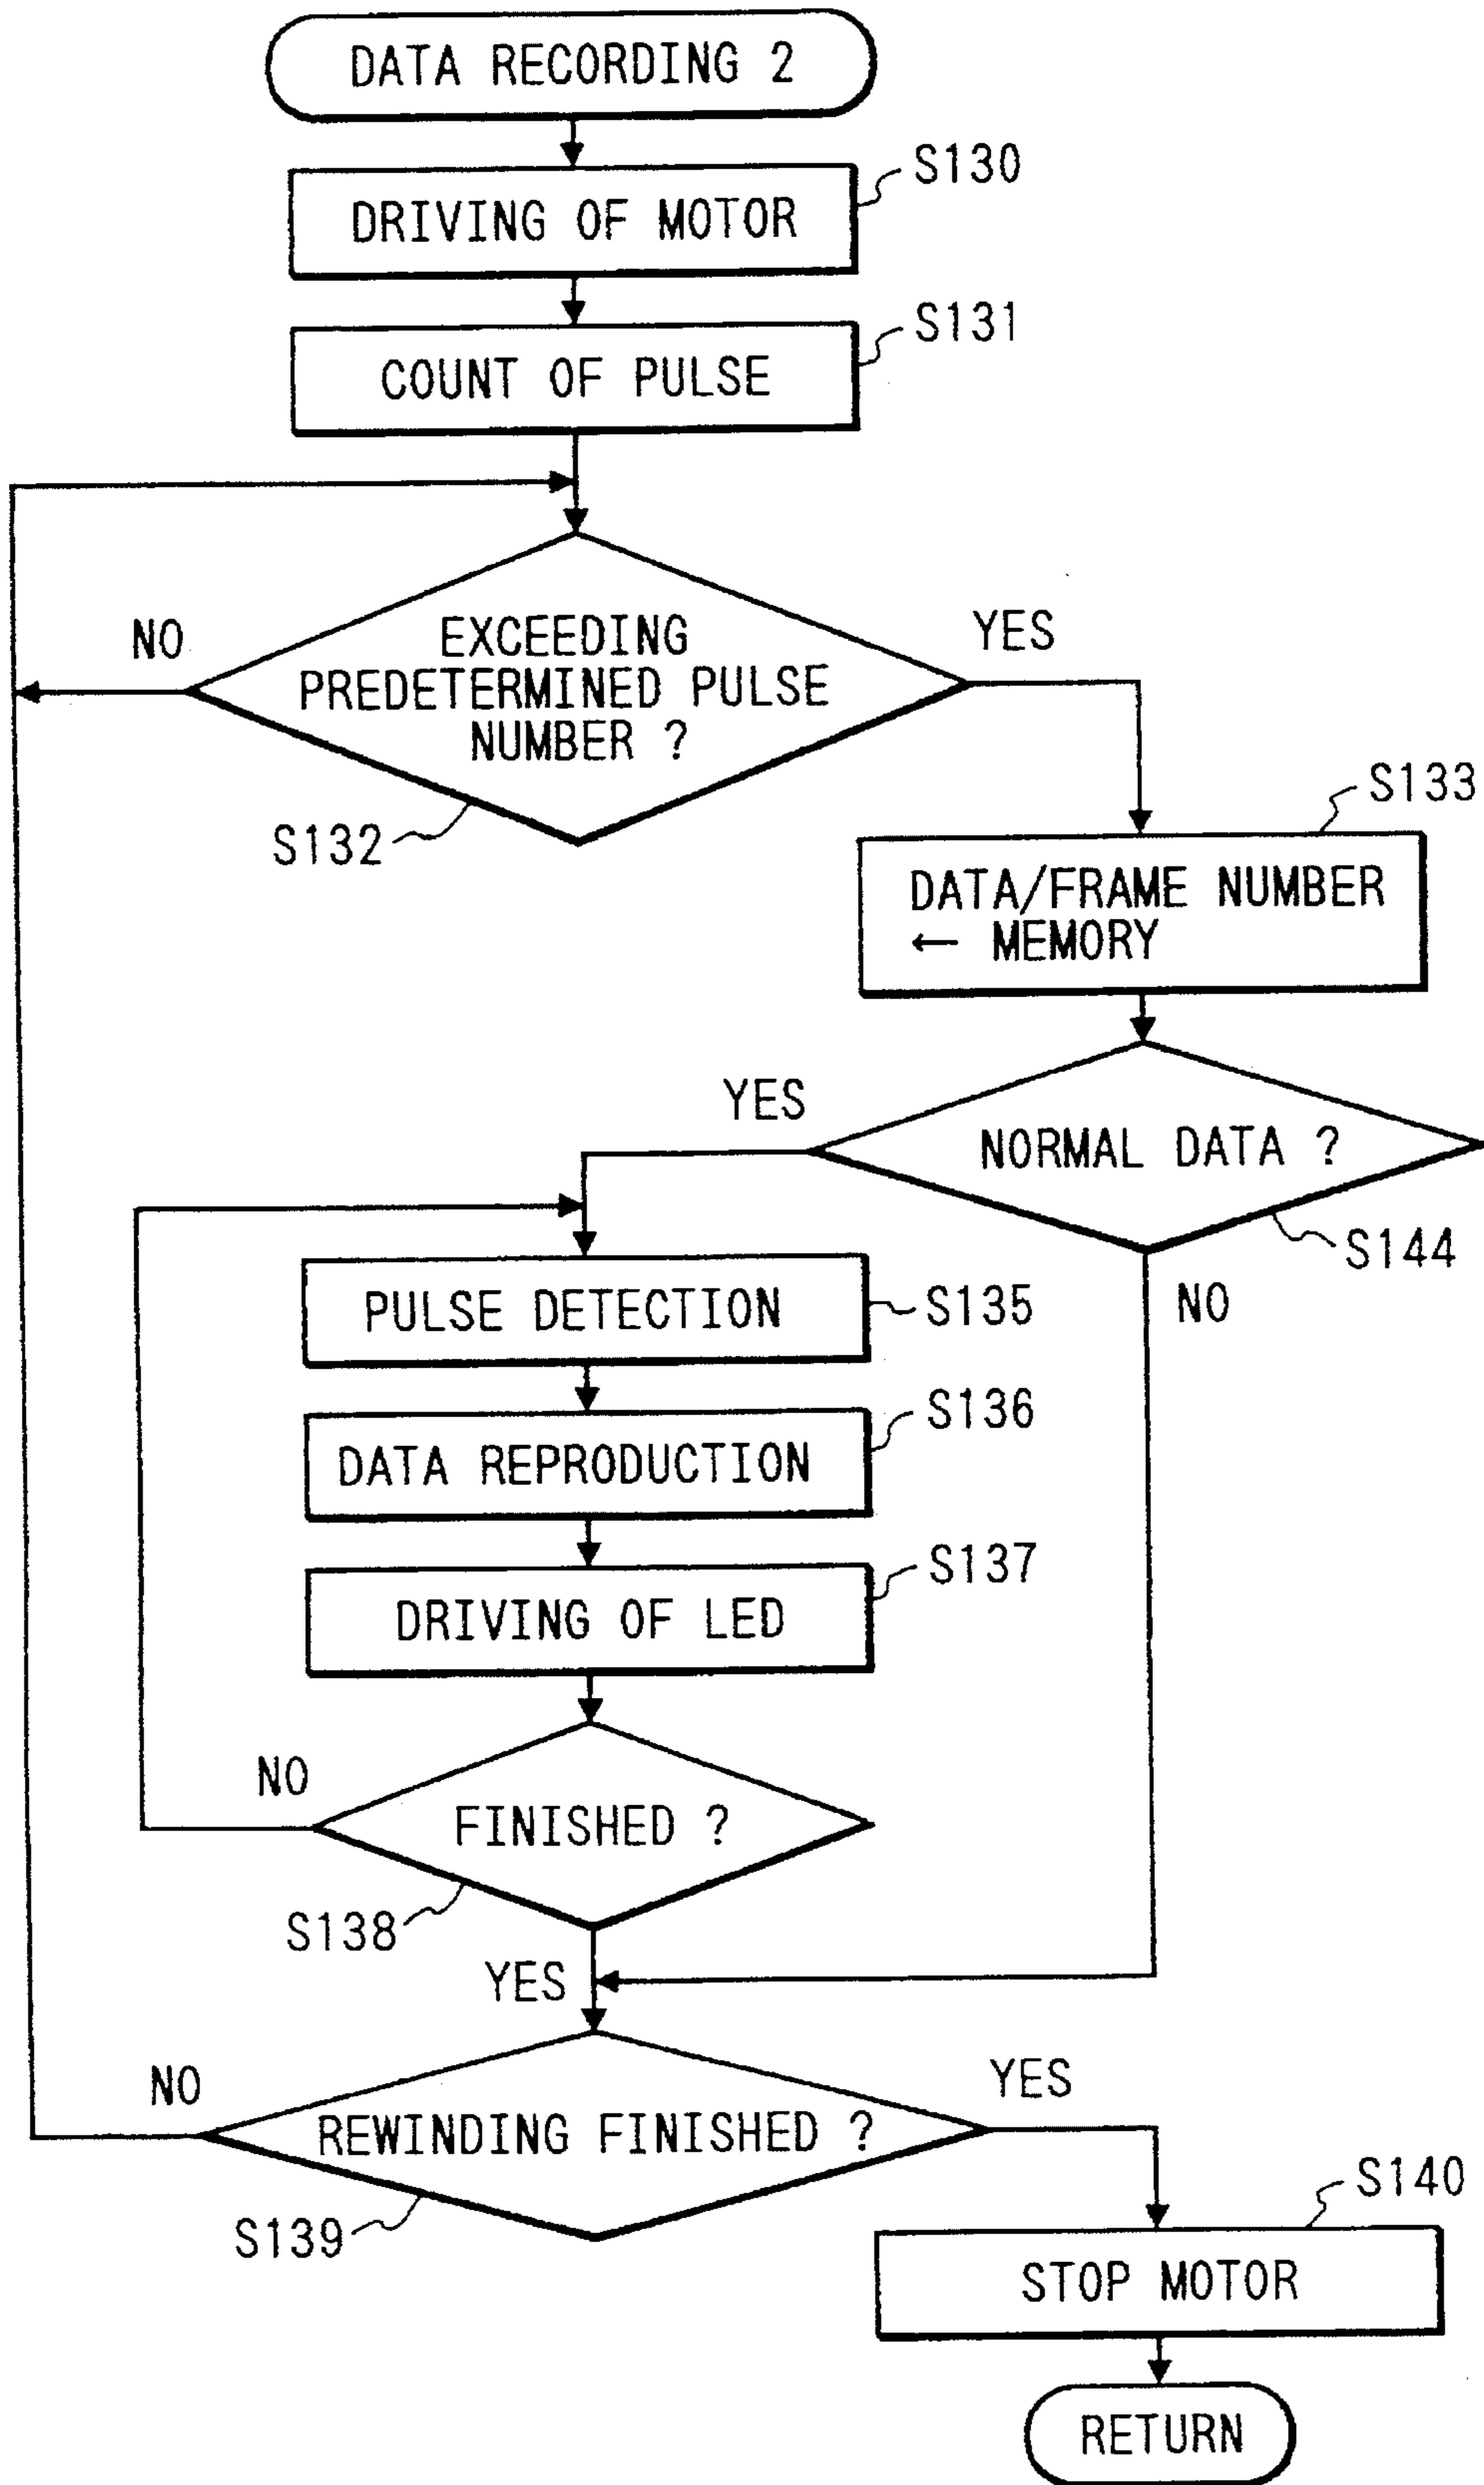 DATA RECORDING 2
S130
DRIVING OF MOTOR
S131
COUNT OF PULSE
NO
EXCEEDING
PREDETERMINED PULSE
NUMBER ?
YES
S132
S133
DATA/FRAME NUMBER
← MEMORY
YES
NORMAL DATA ?
S144
NO
PULSE DETECTION
S135
S136
DATA REPRODUCTION
S137
DRIVING OF LED
NO
FINISHED ?
S138
YES
NO
REWINDING FINISHED ?
YES
S139
S140
STOP MOTOR
RETURN